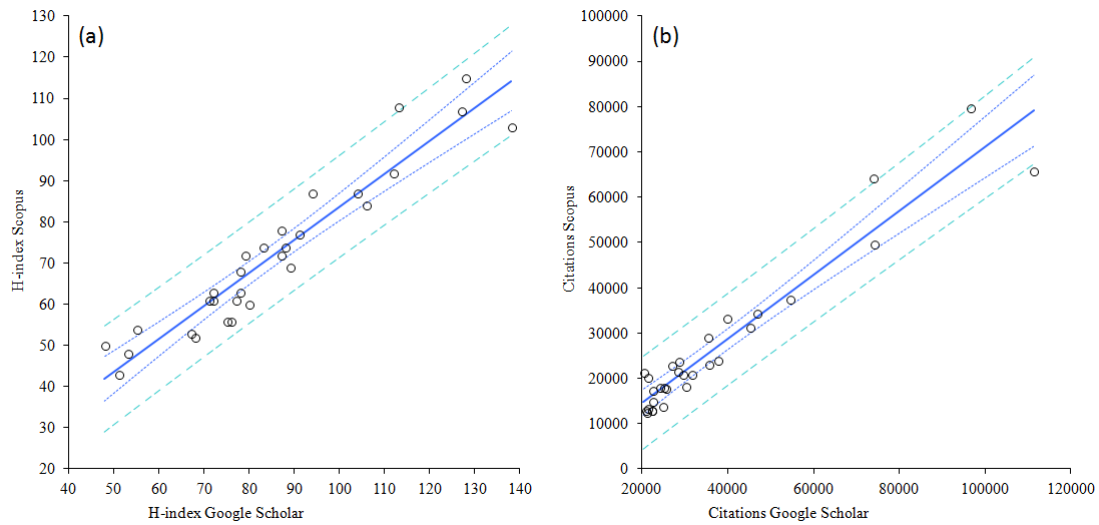 (a)
130
120
110
100
90
80
70
60
50
40
30
20
H-index Scopus
40 50 60 70 80 90 100 110 120 130 140
H-index Google Scholar
(b)
100000
90000
80000
70000
60000
50000
40000
30000
20000
10000
0
Citations Scopus
20000 40000 60000 80000 100000 120000
Citations Google Scholar